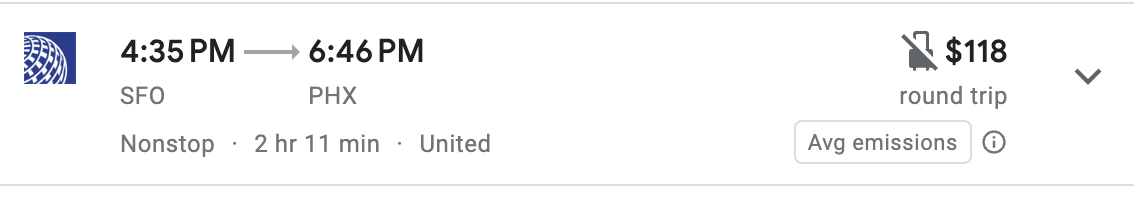 4:35 PM 6:46 PM $118
SFO PHX round trip
Nonstop · 2 hr 11 min · United Avg emissions